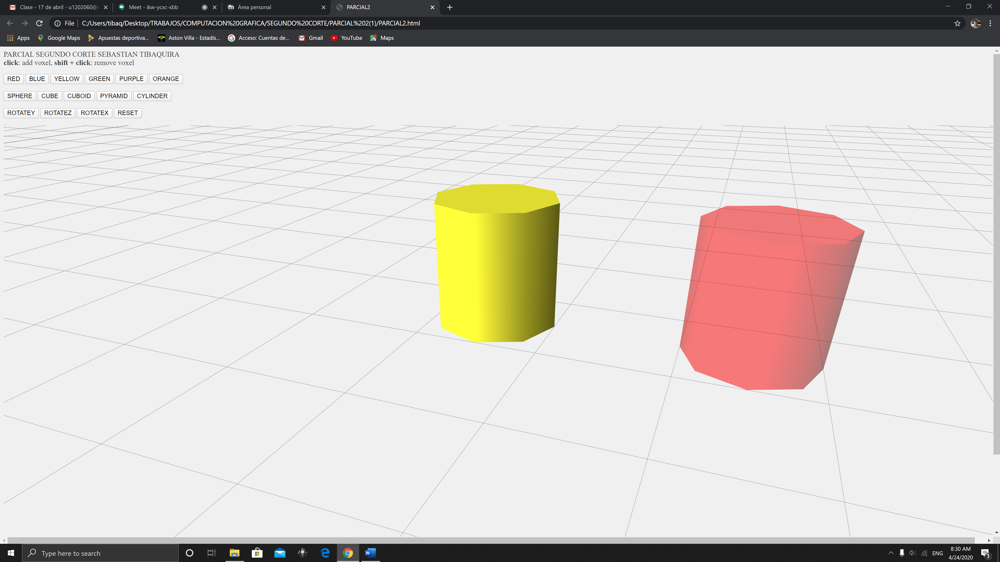 Clase - 17 de abril - u1202060@u
Meet - ikw-ycxc-xbb
Área personal
PARCIAL2
File
C:/Users/tibaq/Desktop/TRABAJOS/COMPUTACION%20GRAFICA/SEGUNDO%20CORTE/PARCIAL%202(1)/PARCIAL2.html
Apps
Google Maps
Apuestas deportiva...
Aston Villa - Estadís...
Acceso: Cuentas de...
Gmail
YouTube
Maps
PARCIAL SEGUNDO CORTE SEBASTIAN TIBAQUIRA
click: add voxel, shift + click: remove voxel
RED BLUE YELLOW GREEN PURPLE ORANGE
SPHERE CUBE CUBOID PYRAMID CYLINDER
ROTATEY ROTATEZ ROTATEX RESET
Type here to search
ENG
8:30 AM
4/24/2020
3